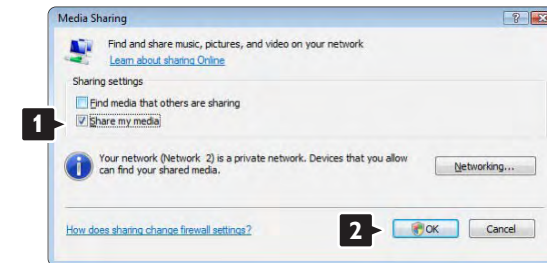 Media Sharing
Find and share music, pictures, and video on your network
Learn about sharing Online
Sharing settings
Find media that others are sharing
1
Share my media
Your network (Network 2) is a private network. Devices that you allow
can find your shared media.
Networking...
How does sharing change firewall settings?
2
OK
Cancel